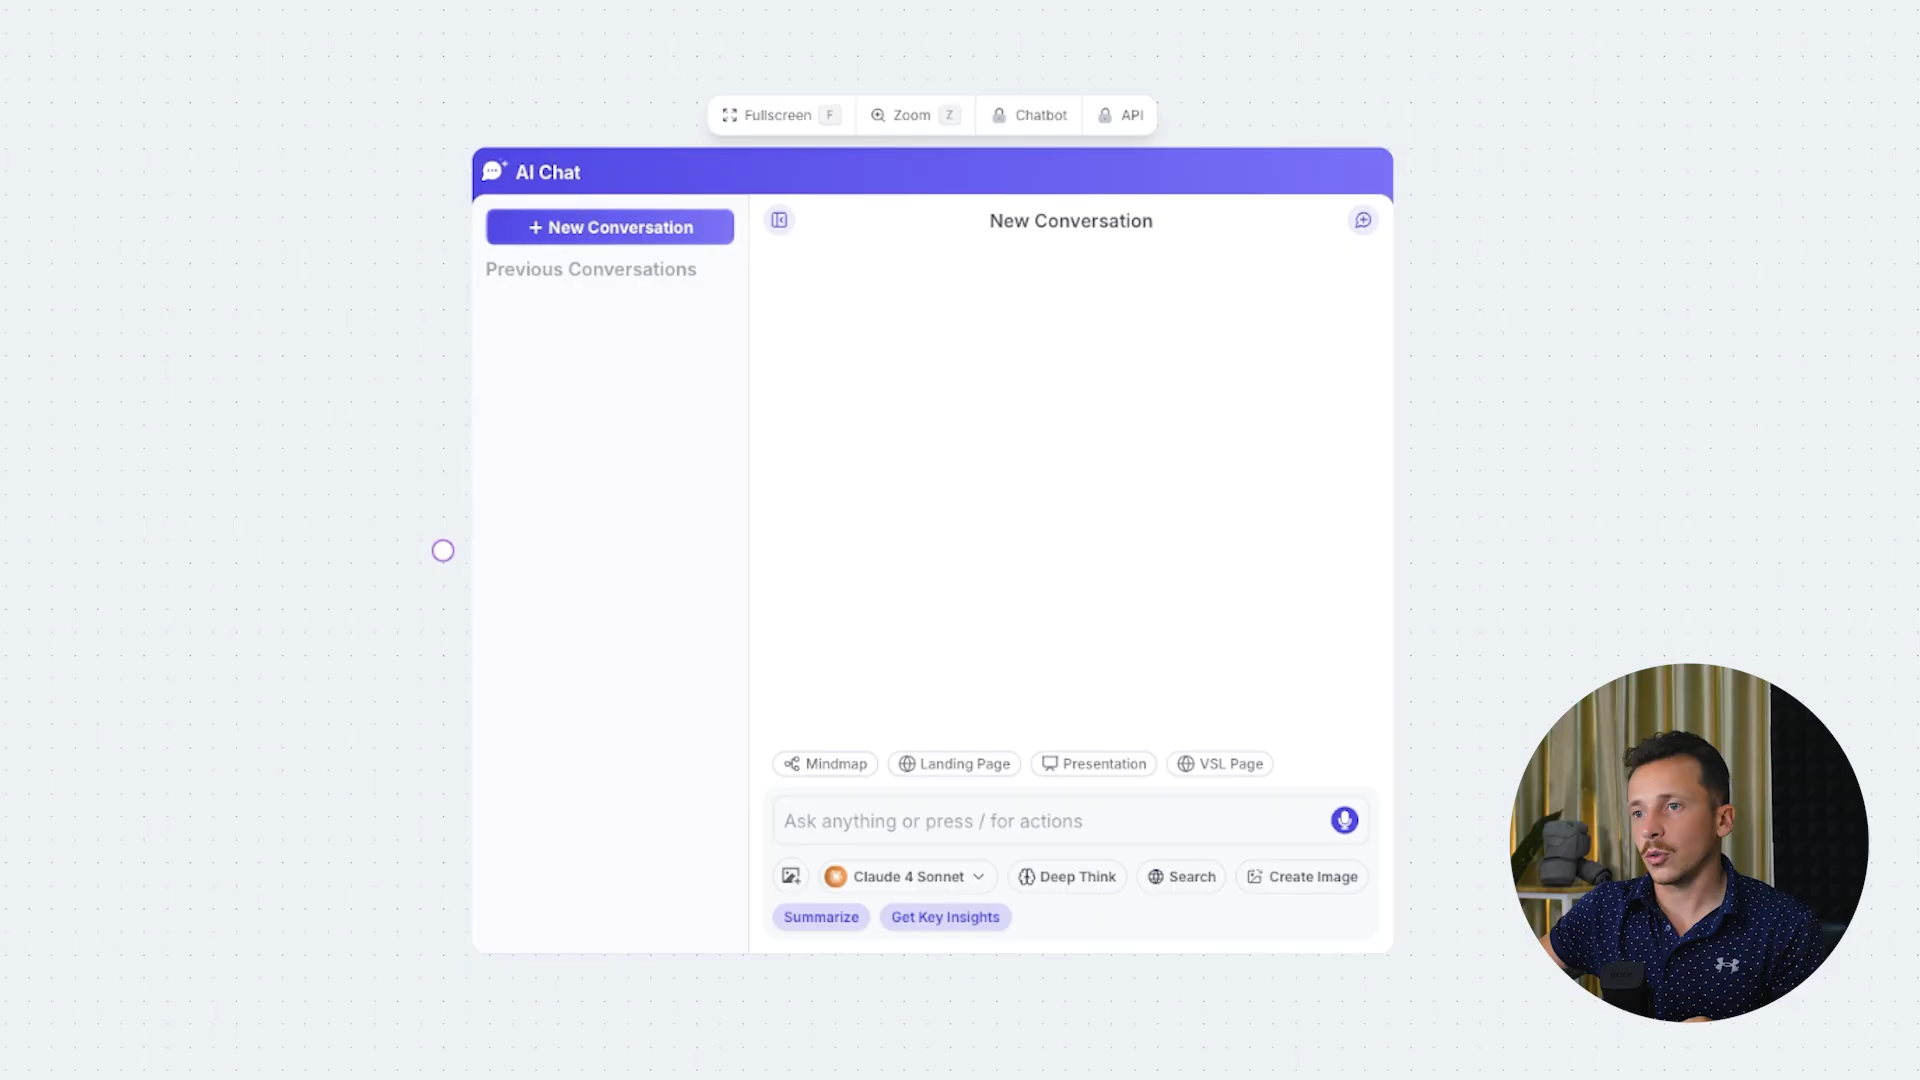 Fullscreen F Zoom Z Chatbot API
AI Chat
+ New Conversation
New Conversation
Previous Conversations
Mindmap Landing Page Presentation VSL Page
Ask anything or press / for actions
Claude 4 Sonnet Deep Think Search Create Image
Summarize Get Key Insights